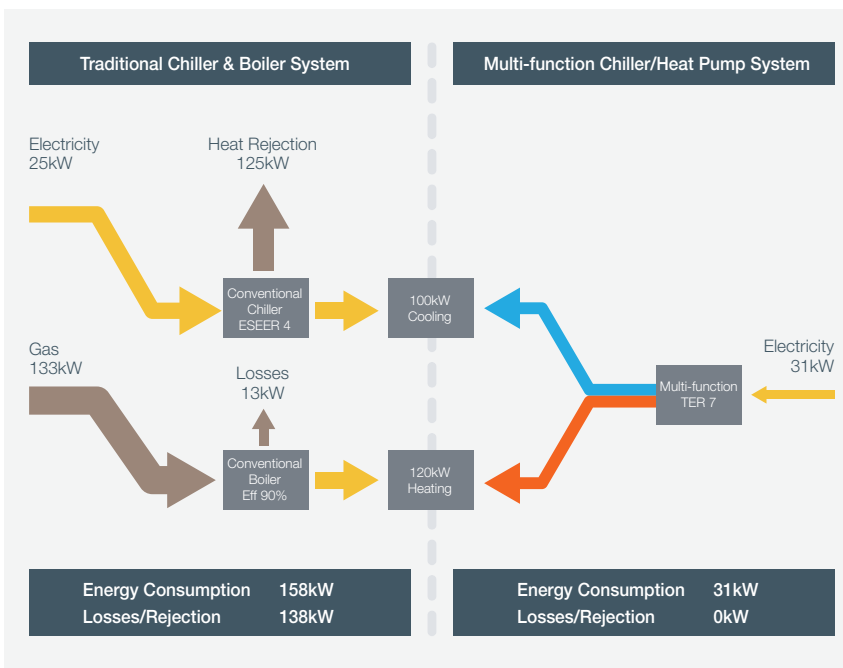 Traditional Chiller & Boiler System
Multi-function Chiller/Heat Pump System
Electricity
25kW
Heat Rejection
125kW
Conventional
Chiller
ESEER 4
100kW
Cooling
Gas
133kW
Losses
13kW
Conventional
Boiler
Eff 90%
120kW
Heating
Electricity
31kW
Multi-function
TER 7
Energy Consumption 158kW
Losses/Rejection 138kW
Energy Consumption 31kW
Losses/Rejection 0kW